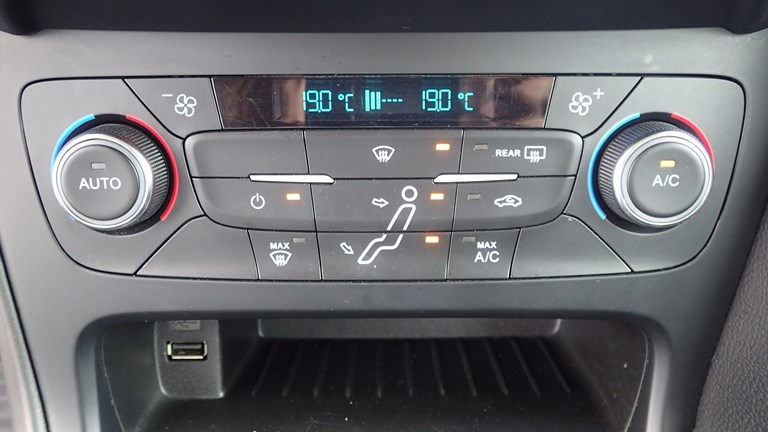 19.0 °C 19.0 °C
- +
REAR
AUTO
A/C
MAX
MAX
A/C